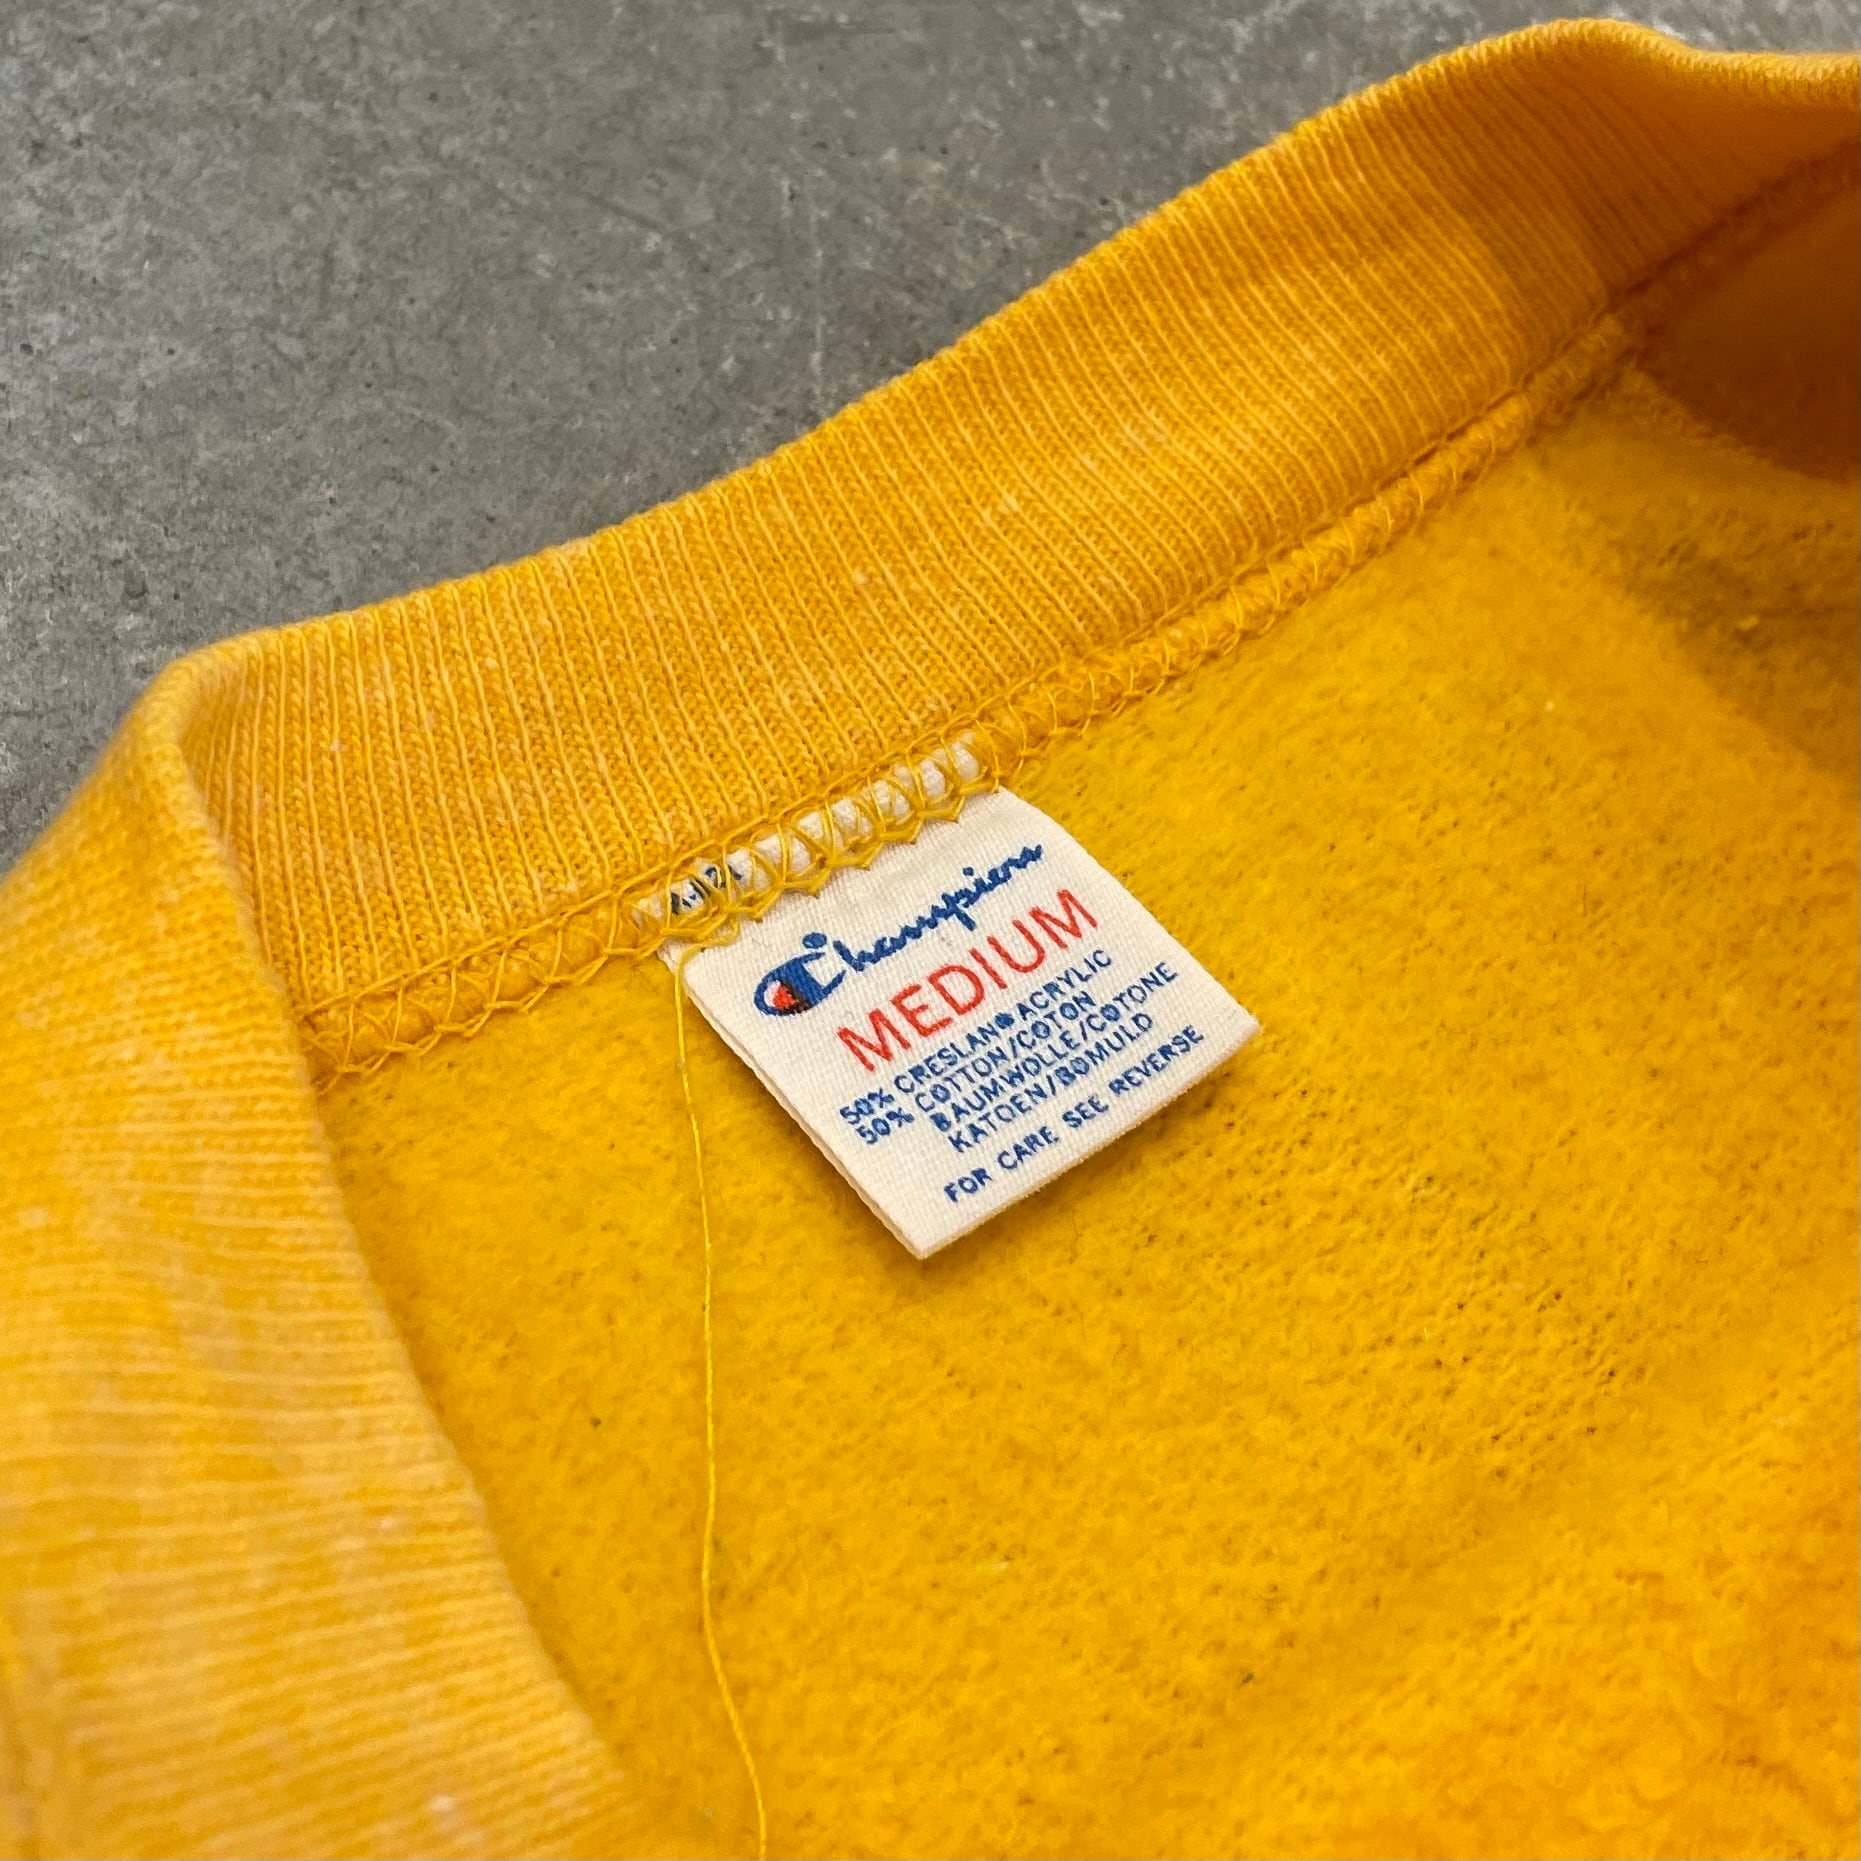 Champion
MEDIUM
50% CRESLAN® ACRYLIC
50% COTTON/COTON
BAUMWOLLE/COTONE
KATOEN/BOMULD
FOR CARE SEE REVERSE